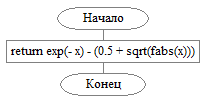 Начало
return exp(- x) - (0.5 + sqrt(fabs(x)))
Конец